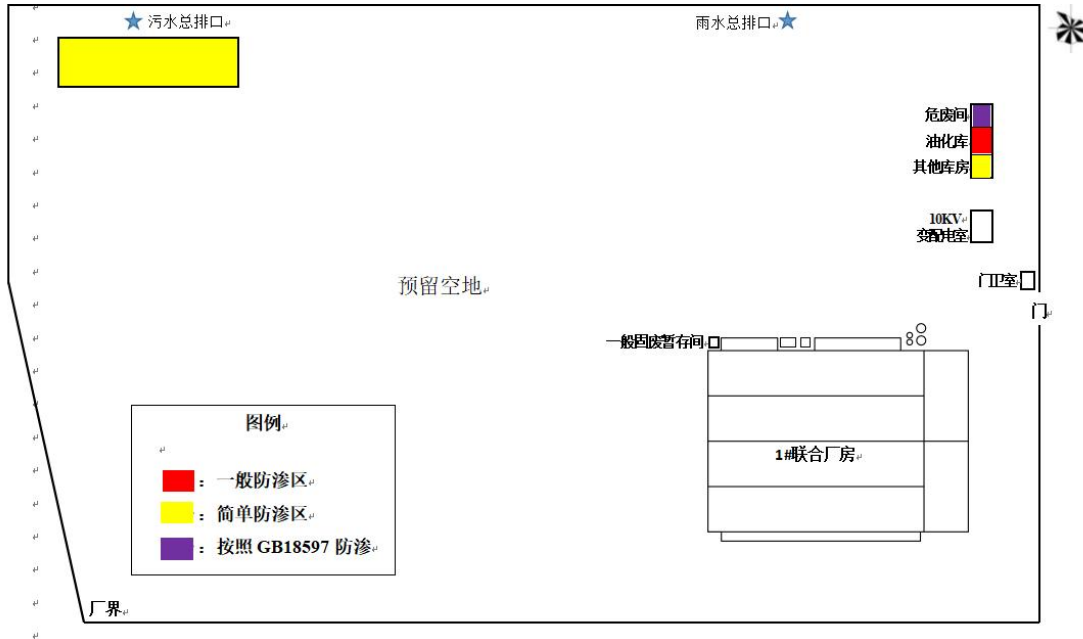 污水总排口
雨水总排口
危废间
油化库
其他库房
10KV
变配电室
门卫室
预留空地
门
一般固废暂存间
1#联合厂房
图例
：一般防渗区
：简单防渗区
：按照 GB18597 防渗
厂界